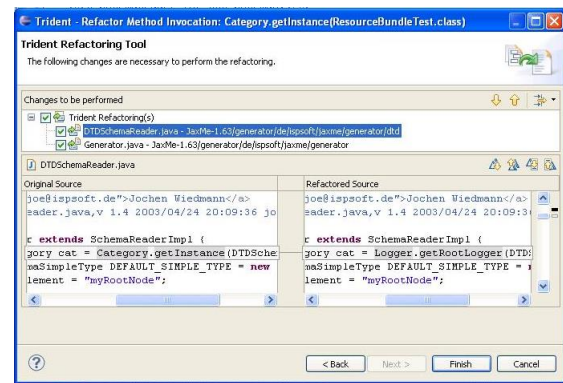 Trident - Refactor Method Invocation: Category.getInstance(ResourceBundleTest.class)
Trident Refactoring Tool
The following changes are necessary to perform the refactoring.
Changes to be performed
Trident Refactoring(s)
DTDSchemaReader.java - JaxMe-1.63/generator/de/ispsoft/jaxme/generator/dtd
Generator.java - JaxMe-1.63/generator/de/ispsoft/jaxme/generator
DTDSchemaReader.java
Original Source
Refactored Source
joe@ispsoft.de">Jochen Wiedmann</a>
joe@ispsoft.de">Jochen Wiedmann</a>
eader.java,v 1.4 2003/04/24 20:09:36 jo
eader.java,v 1.4 2003/04/24 20:09:3
r extends SchemaReaderImpl {
r extends SchemaReaderImpl {
gory cat = Category.getInstance(DTDSche
gory cat = Logger.getRootLogger(DTDS
maSimpleType DEFAULT_SIMPLE_TYPE = new
maSimpleType DEFAULT_SIMPLE_TYPE =
lement = "myRootNode";
lement = "myRootNode";
< Back
Next >
Finish
Cancel